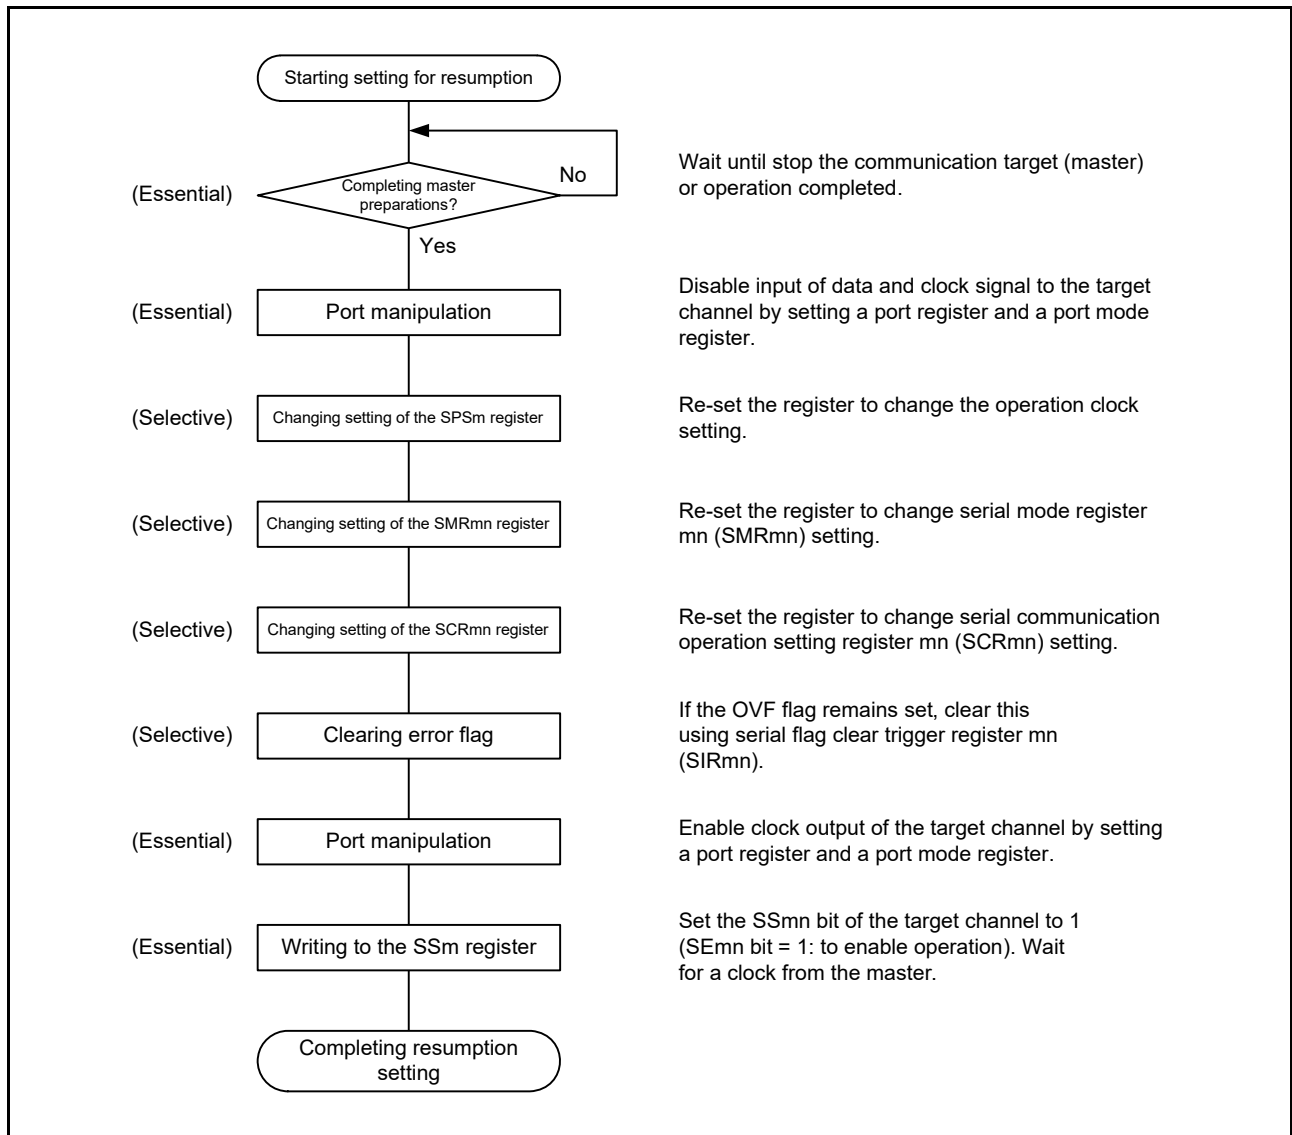 Starting setting for resumption
No
Completing master
preparations?
(Essential)
Wait until stop the communication target (master)
or operation completed.
Yes
(Essential)
Port manipulation
Disable input of data and clock signal to the target
channel by setting a port register and a port mode
register.
(Selective)
Changing setting of the SPSm register
Re-set the register to change the operation clock
setting.
(Selective)
Changing setting of the SMRmn register
Re-set the register to change serial mode register
mn (SMRmn) setting.
(Selective)
Changing setting of the SCRmn register
Re-set the register to change serial communication
operation setting register mn (SCRmn) setting.
(Selective)
Clearing error flag
If the OVF flag remains set, clear this
using serial flag clear trigger register mn
(SIRmn).
(Essential)
Port manipulation
Enable clock output of the target channel by setting
a port register and a port mode register.
(Essential)
Writing to the SSm register
Set the SSmn bit of the target channel to 1
(SEmn bit = 1: to enable operation). Wait
for a clock from the master.
Completing resumption
setting